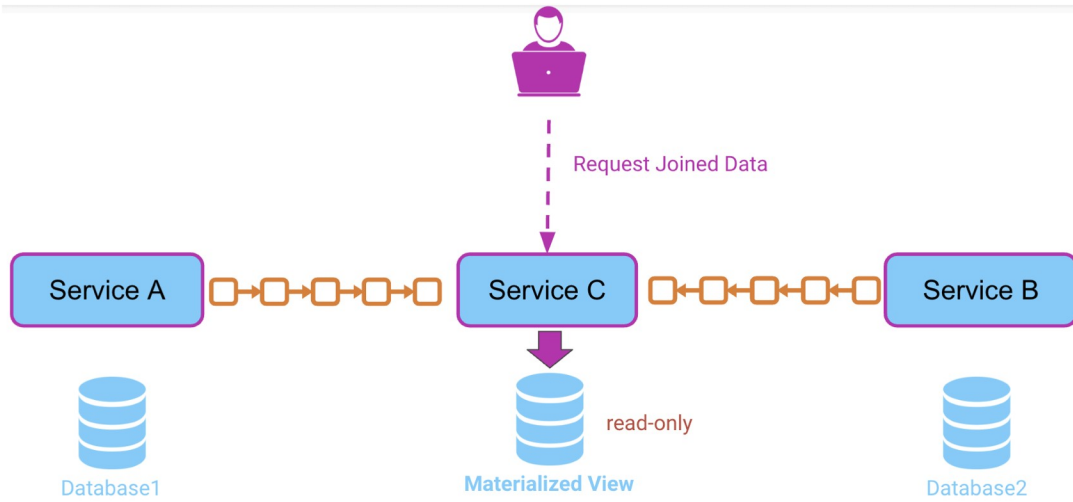 Request Joined Data
Service A
Service C
Service B
read-only
Database1
Materialized View
Database2